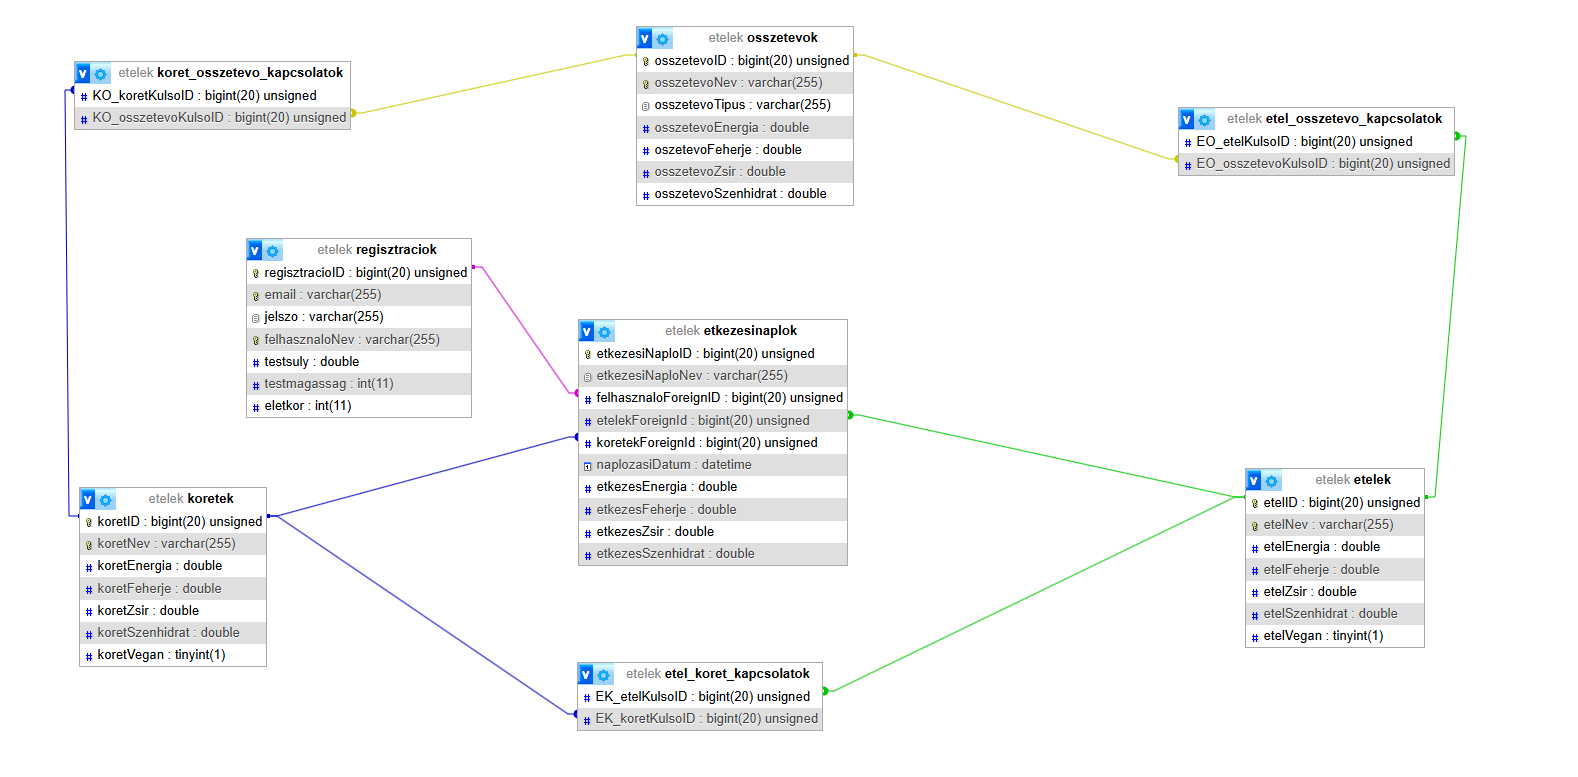 etelek koret_osszetevo_kapcsolatok
KO_koretKulsoID : bigint(20) unsigned
KO_osszetevoKulsoID : bigint(20) unsigned
etelek osszetevok
osszetevoID : bigint(20) unsigned
osszetevoNev : varchar(255)
osszetevoTipus : varchar(255)
osszetevoEnergia : double
oszetevoFeherje : double
osszetevoZsir : double
osszetevoSzenhidrat : double
etelek etel_osszetevo_kapcsolatok
EO_etelKulsoID : bigint(20) unsigned
EO_osszetevoKulsoID : bigint(20) unsigned
etelek regisztraciok
regisztracioID : bigint(20) unsigned
email : varchar(255)
jelszo : varchar(255)
felhasznaloNev : varchar(255)
testsuly : double
testmagassag : int(11)
eletkor : int(11)
etelek etkezesinaplok
etkezesiNaploID : bigint(20) unsigned
etkezesiNaploNev : varchar(255)
felhasznaloForeignID : bigint(20) unsigned
etelekForeignId : bigint(20) unsigned
koretekForeignId : bigint(20) unsigned
naplozasiDatum : datetime
etkezesEnergia : double
etkezesFeherje : double
etkezesZsir : double
etkezesSzenhidrat : double
etelek koretek
koretID : bigint(20) unsigned
koretNev : varchar(255)
koretEnergia : double
koretFeherje : double
koretZsir : double
koretSzenhidrat : double
koretVegan : tinyint(1)
etelek etelek
etelID : bigint(20) unsigned
etelNev : varchar(255)
etelEnergia : double
etelFeherje : double
etelZsir : double
etelSzenhidrat : double
etelVegan : tinyint(1)
etelek etel_koret_kapcsolatok
EK_etelKulsoID : bigint(20) unsigned
EK_koretKulsoID : bigint(20) unsigned